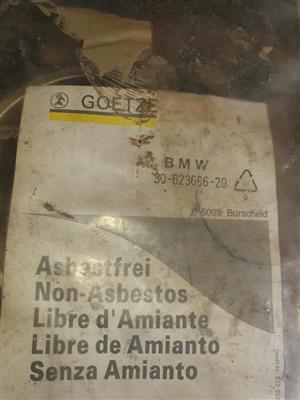 GOETZE
BMW
30-023686-20
D 5093 Burscheid
Asbestfrei
Non-Asbestos
Libre d'Amiante
Libre de Amianto
Senza Amianto